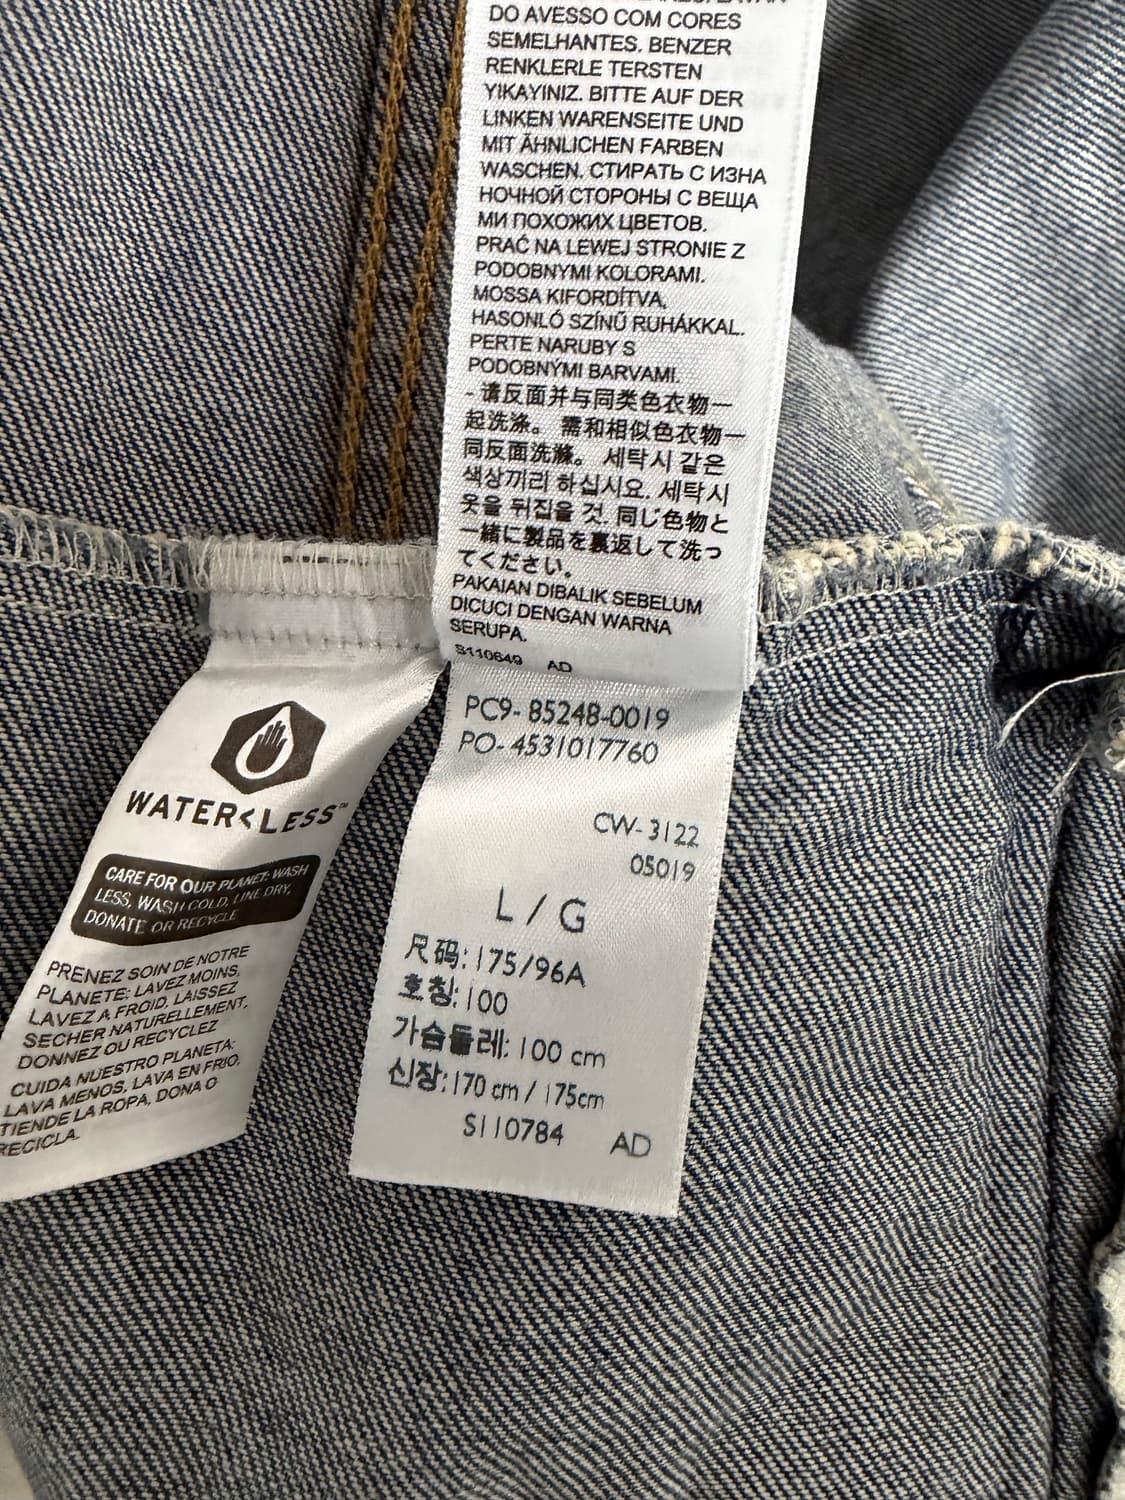 DO AVESSO COM CORES
SEMELHANTES. BENZER
RENKLERLE TERSTEN
YIKAYINIZ. BITTE AUF DER
LINKEN WARENSEITE UND
MIT ÄHNLICHEN FARBEN
WASCHEN. СТИРАТЬ С ИЗНА
НОЧНОЙ СТОРОНЫ С ВЕЩА
МИ ПОХОЖИХ ЦВЕТОВ.
PRAĆ NA LEWEJ STRONIE Z
PODOBNYMI KOLORAMI.
MOSSA KIFORDÍTVA,
HASONLÓ SZÍNŰ RUHÁKKAL.
PERTE NARUBY S
PODOBNÝMI BARVAMI.
- 请反面并与同类色衣物一
起洗涤。 需和相似色衣物一
同反面洗滌。 세탁시 같은
색상끼리 하십시요. 세탁시
옷을 뒤집을 것. 同じ色物と
一緒に製品を裏返して洗っ
てください。
PAKAIAN DIBALIK SEBELUM
DICUCI DENGAN WARNA
SERUPA.
S110649 AD
PC9- 85248-0019
PO- 4531017760
CW-3122
05019
L / G
尺码: 175/96A
호칭: 100
가슴둘레: 100 cm
신장: 170 cm / 175cm
S110784 AD
WATER<LESS™
CARE FOR OUR PLANET: WASH
LESS, WASH COLD, LINE DRY,
DONATE OR RECYCLE
PRENEZ SOIN DE NOTRE
PLANETE: LAVEZ MOINS,
LAVEZ A FROID, LAISSEZ
SECHER NATURELLEMENT,
DONNEZ OU RECYCLEZ
CUIDA NUESTRO PLANETA:
LAVA MENOS, LAVA EN FRIO,
TIENDE LA ROPA, DONA O
RECICLA.